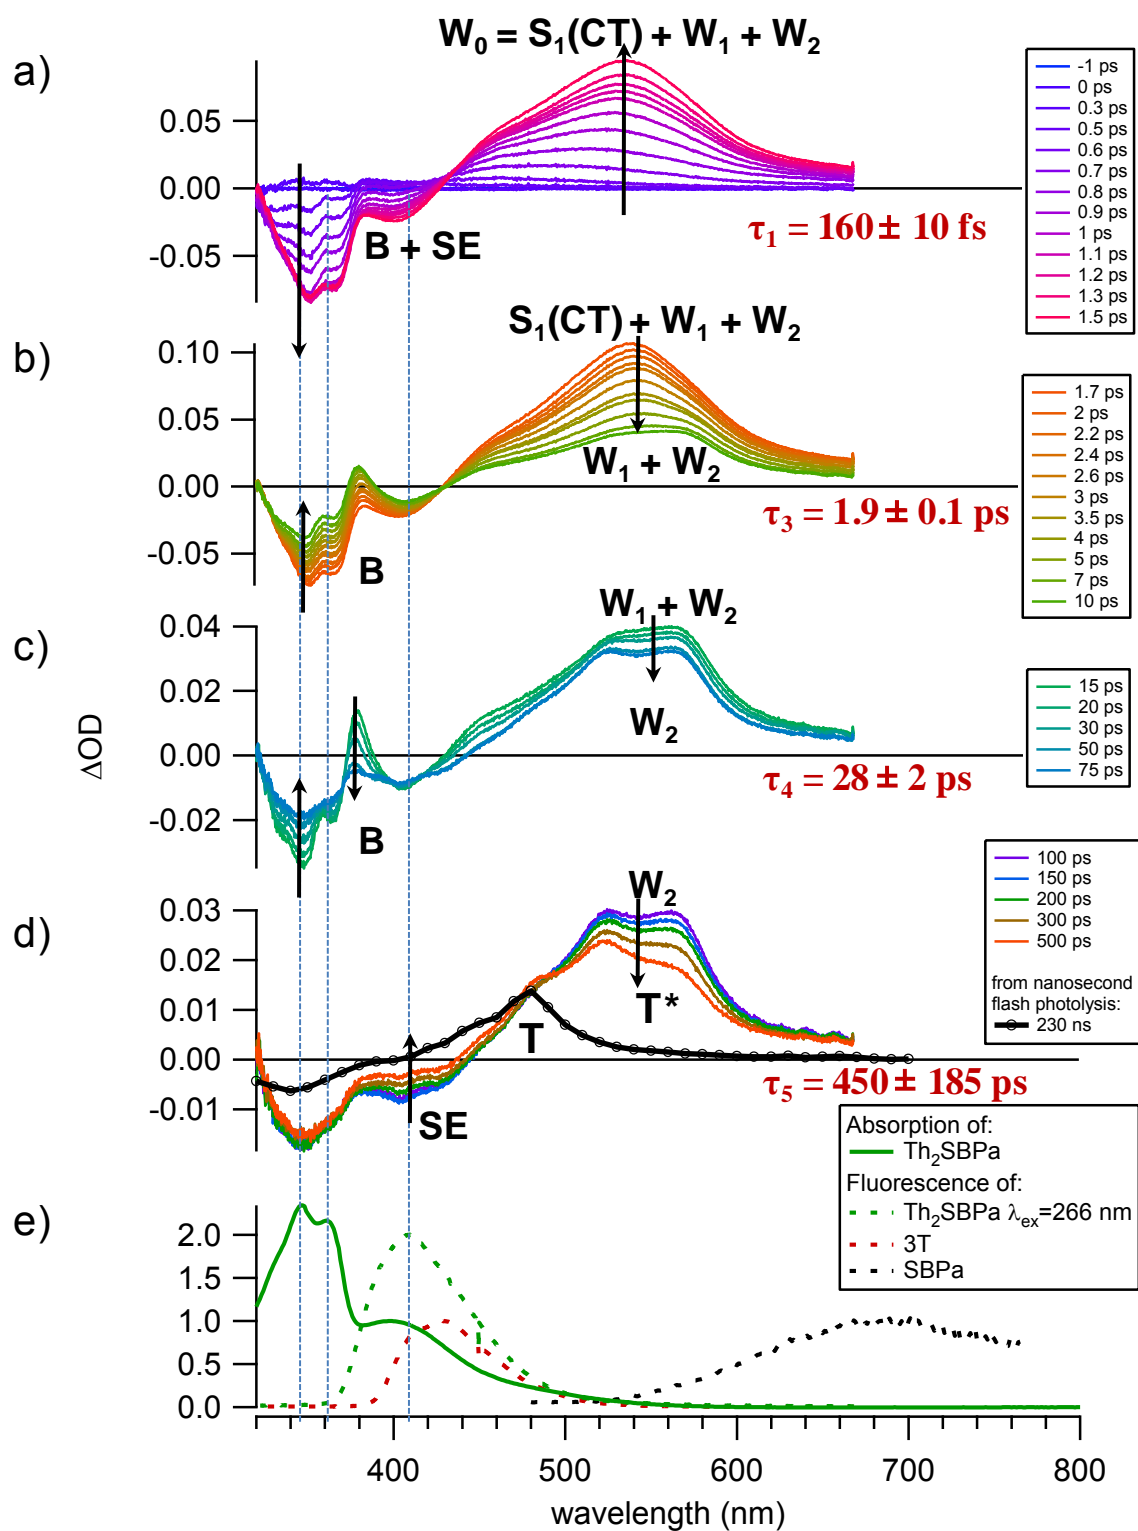 W₀ = S₁(CT) + W₁ + W₂
a)
0.05
0.00
-0.05
B + SE
τ₁ = 160 ± 10 fs
-1 ps
0 ps
0.3 ps
0.5 ps
0.6 ps
0.7 ps
0.8 ps
0.9 ps
1 ps
1.1 ps
1.2 ps
1.3 ps
1.5 ps
S₁(CT) + W₁ + W₂
b)
0.10
0.05
0.00
-0.05
W₁ + W₂
B
τ₃ = 1.9 ± 0.1 ps
1.7 ps
2 ps
2.2 ps
2.4 ps
2.6 ps
3 ps
3.5 ps
4 ps
5 ps
7 ps
10 ps
W₁ + W₂
c)
0.04
0.02
0.00
-0.02
W₂
B
τ₄ = 28 ± 2 ps
15 ps
20 ps
30 ps
50 ps
75 ps
ΔOD
d)
0.03
0.02
0.01
0.00
-0.01
W₂
T*
T
SE
τ₅ = 450 ± 185 ps
100 ps
150 ps
200 ps
300 ps
500 ps
from nanosecond
flash photolysis:
230 ns
e)
2.0
1.5
1.0
0.5
0.0
Absorption of:
Th₂SBPa
Fluorescence of:
Th₂SBPa λₑₓ=266 nm
3T
SBPa
400 500 600 700 800
wavelength (nm)